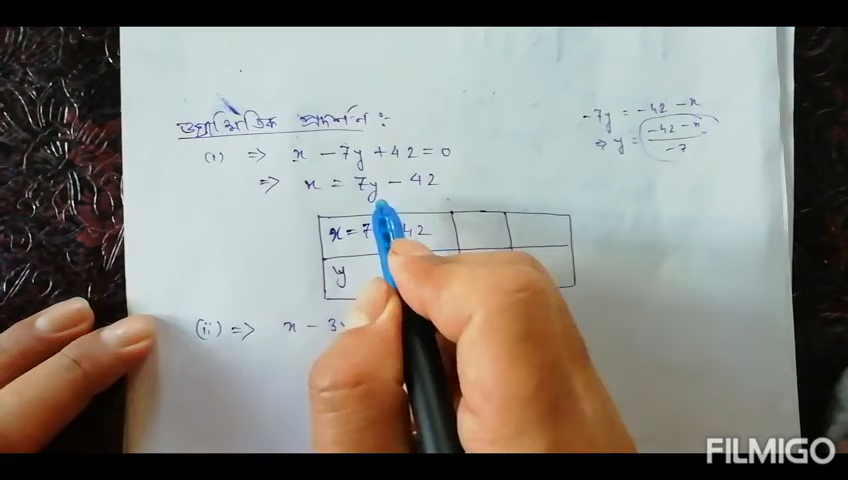 জ্যামিতিক প্রদর্শন :-
(i) => x - 7y + 42 = 0
=> x = 7y - 42
x = 7 42
y
(ii) => x - 3
-7y = -42 - x
=> y = -42 - x / -7
FILMIGO